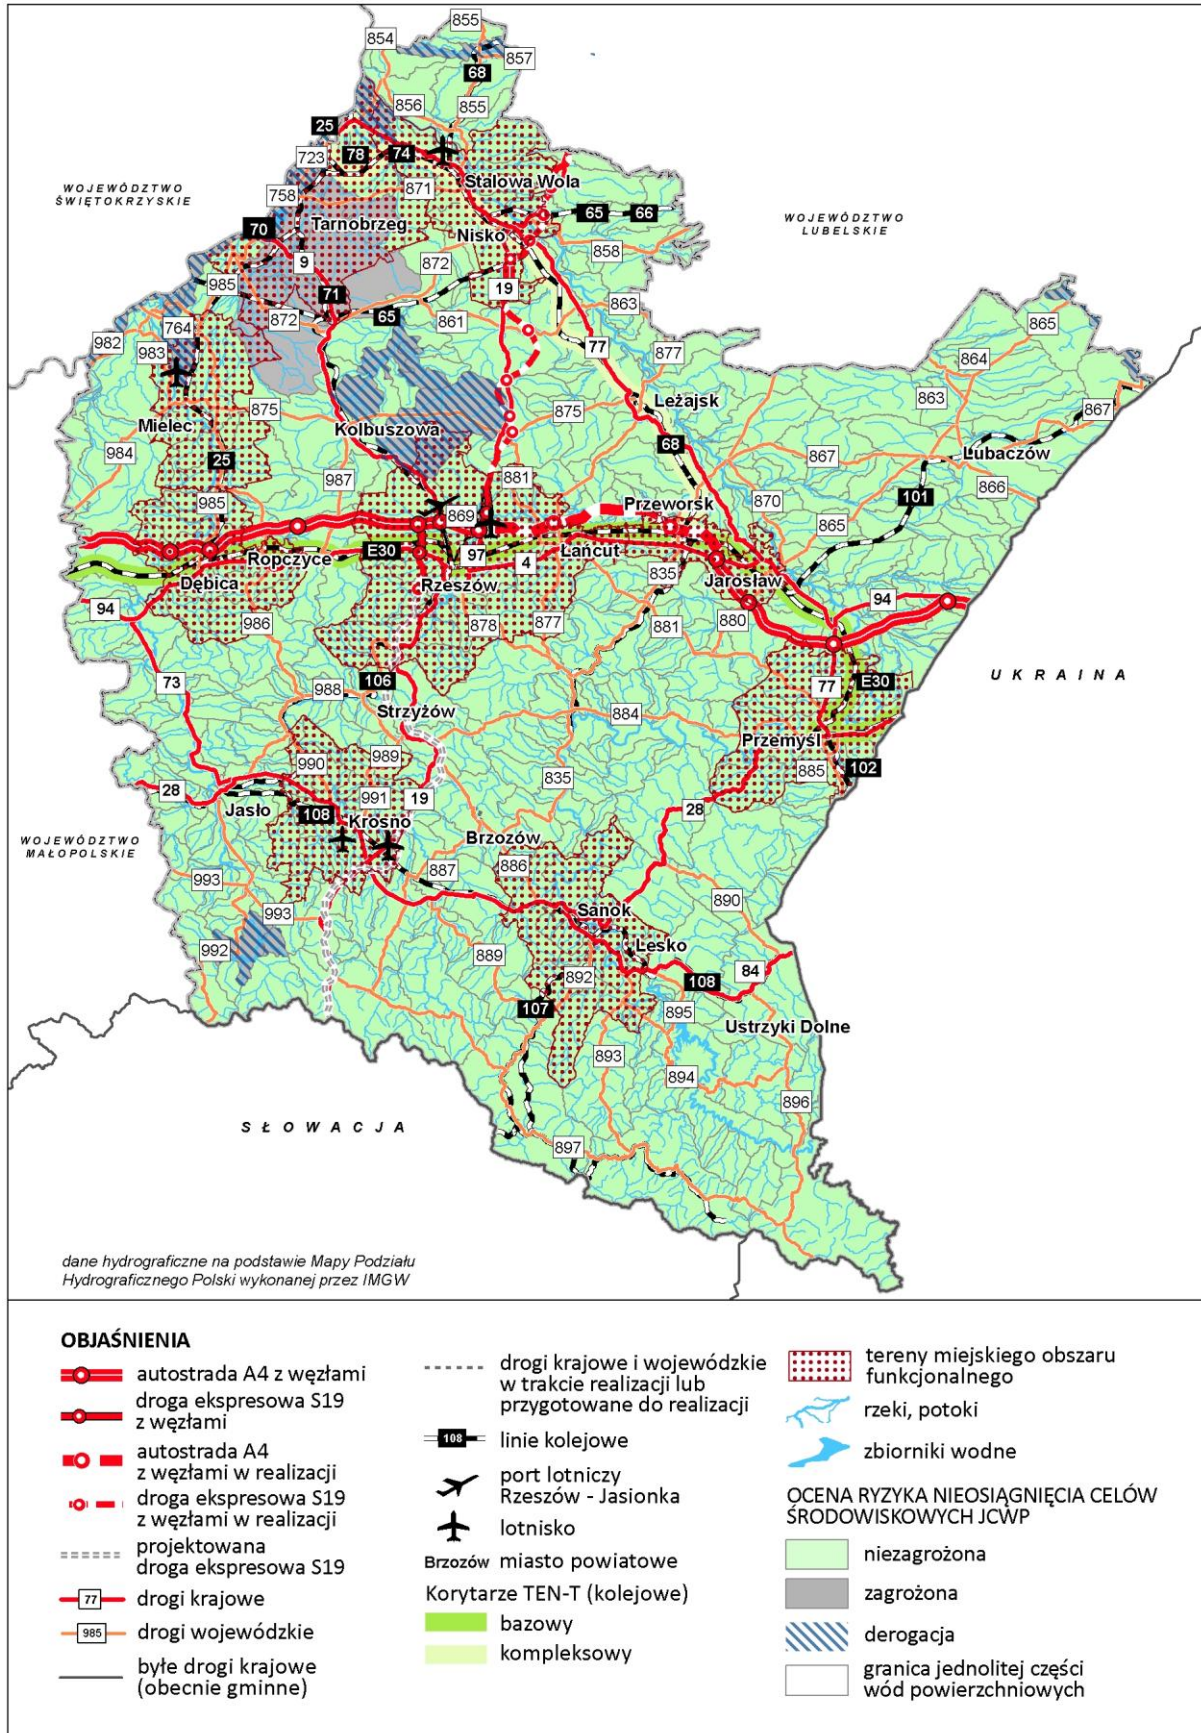 855
854
857
68
856
855
25
723
78
74
Stalowa Wola
WOJEWÓDZTWO
ŚWIĘTOKRZYSKIE
758
871
65
66
WOJEWÓDZTWO
LUBELSKIE
Tarnobrzeg
70
Nisko
858
9
872
985
19
71
872
65
861
863
865
764
982
983
77
877
864
863
Leżajsk
875
875
867
Mielec
Kolbuszowa
984
68
25
867
Lubaczów
987
881
866
101
985
Przeworsk
870
869
865
E30
97
Łańcut
Ropczyce
4
Dębica
Rzeszów
835
Jarosław
94
94
986
878
877
881
880
73
106
988
77
E30
UKRAINA
Strzyżów
884
Przemyśl
990
989
835
885
102
28
19
28
Jasło
108
991
Krosno
WOJEWÓDZTWO
MAŁOPOLSKIE
Brzozów
887
886
993
890
993
Sanok
992
889
Lesko
892
84
108
107
895
Ustrzyki Dolne
893
894
896
SŁOWACJA
897
dane hydrograficzne na podstawie Mapy Podziału
Hydrograficznego Polski wykonanej przez IMGW
OBJAŚNIENIA
autostrada A4 z węzłami
droga ekspresowa S19
z węzłami
autostrada A4
z węzłami w realizacji
droga ekspresowa S19
z węzłami w realizacji
projektowana
droga ekspresowa S19
77 drogi krajowe
985 drogi wojewódzkie
byłe drogi krajowe
(obecnie gminne)
drogi krajowe i wojewódzkie
w trakcie realizacji lub
przygotowane do realizacji
108 linie kolejowe
port lotniczy
Rzeszów - Jasionka
lotnisko
Brzozów miasto powiatowe
Korytarze TEN-T (kolejowe)
bazowy
kompleksowy
tereny miejskiego obszaru
funkcjonalnego
rzeki, potoki
zbiorniki wodne
OCENA RYZYKA NIEOSIĄGNIĘCIA CELÓW
ŚRODOWISKOWYCH JCWP
niezagrożona
zagrożona
derogacja
granica jednolitej części
wód powierzchniowych